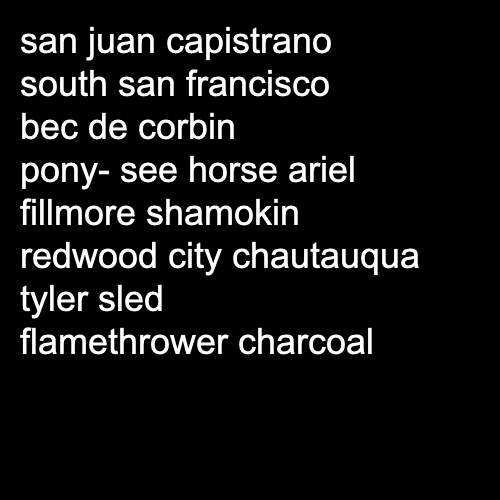 san juan capistrano
south san francisco
bec de corbin
pony- see horse ariel
fillmore shamokin
redwood city chautauqua
tyler sled
flamethrower charcoal